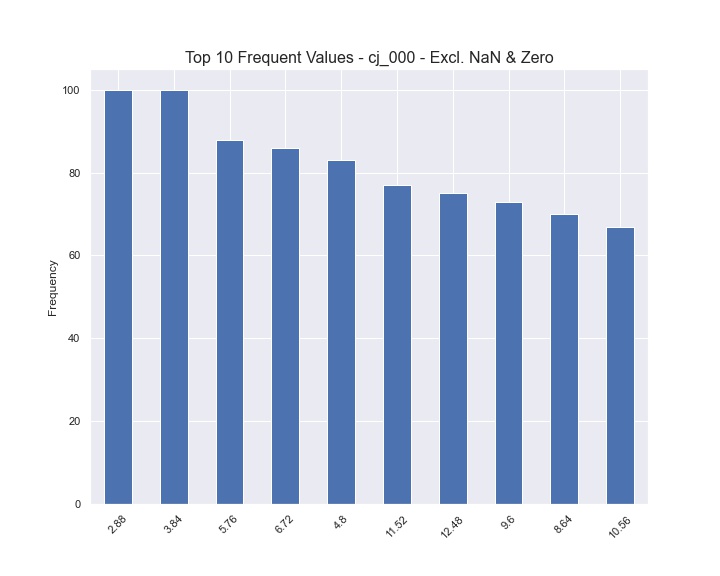 Top 10 Frequent Values - cj_000 - Excl. NaN & Zero
Frequency
100
80
60
40
20
0
2.88 3.84 5.76 6.72 4.8 11.52 12.48 9.6 8.64 10.56